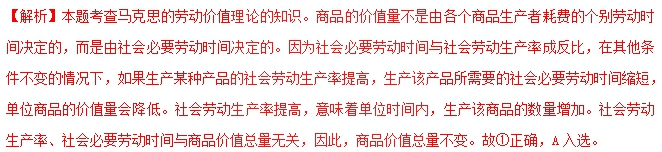 【解析】本题考查马克思的劳动价值理论的知识。商品的价值量不是由各个商品生产者耗费的个别劳动时
间决定的，而是由社会必要劳动时间决定的。因为社会必要劳动时间与社会劳动生产率成反比，在其他条
件不变的情况下，如果生产某种产品的社会劳动生产率提高，生产该产品所需要的社会必要劳动时间缩短，
单位商品的价值量会降低。社会劳动生产率提高，意味着单位时间内，生产该商品的数量增加。社会劳动
生产率、社会必要劳动时间与商品价值总量无关，因此，商品价值总量不变。故①正确，A入选。